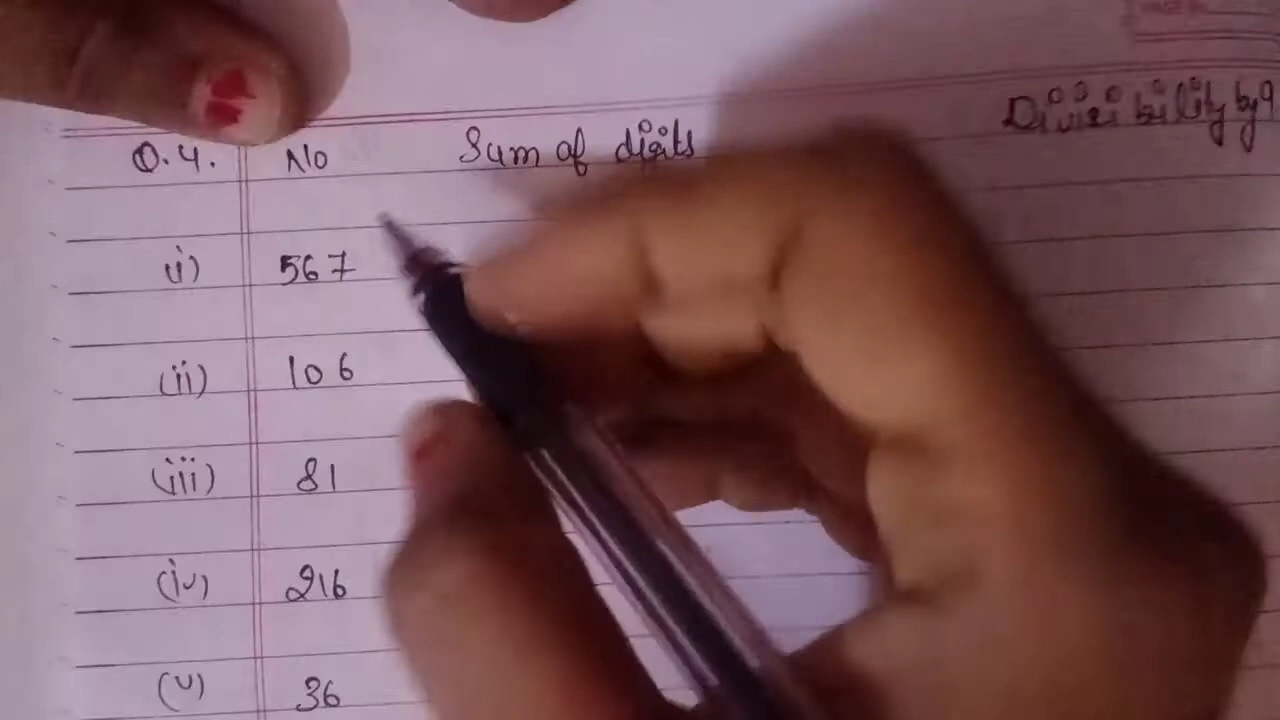 Q.4. No Sum of digits Divisibility by 9
(i) 567
(ii) 106
(iii) 81
(iv) 216
(v) 36